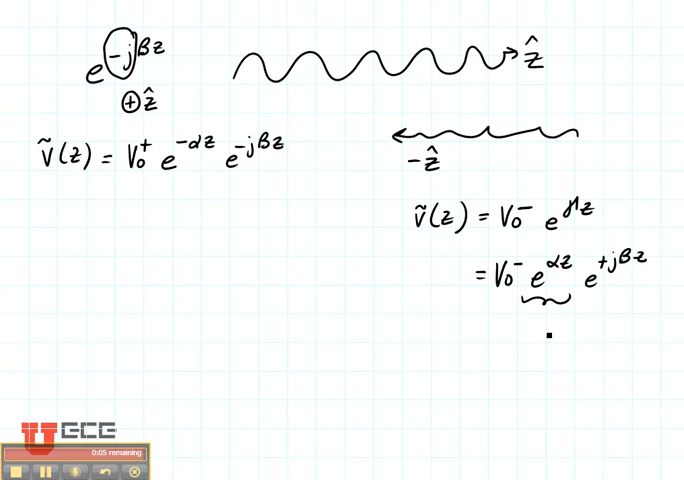 e^{-jβz}
ẑ
⊕ẑ
Ṽ(z) = V₀⁺ e^{-αz} e^{-jβz}
-ẑ
Ṽ(z) = V₀⁻ e^{γz}
= V₀⁻ e^{αz} e^{+jβz}
U ECE
0:05 remaining